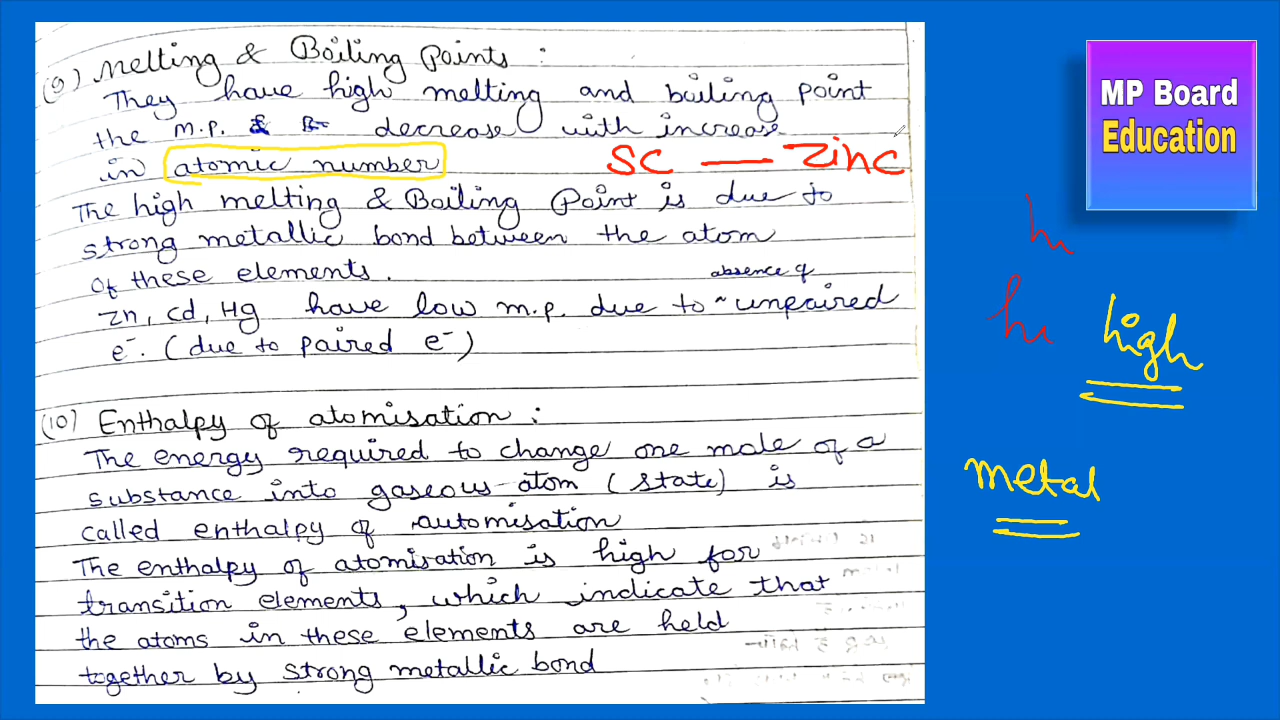 (9) Melting & Boiling Points :
They have high melting and boiling point
the m.p. & B- decrease with increase
in atomic number
SC — Zinc
The high melting & Boiling Point is due to
strong metallic bond between the atom
of these elements.
absence of
Zn, Cd, Hg have low m.p. due to ~ unpaired
e-. (due to paired e-)
(10) Enthalpy of atomisation :
The energy required to change one mole of a
substance into gaseous atom (state) is
called enthalpy of automisation
The enthalpy of atomisation is high for
transition elements, which indicate that
the atoms in these elements are held
together by strong metallic bond
MP Board
Education
hi
hi
high
metal